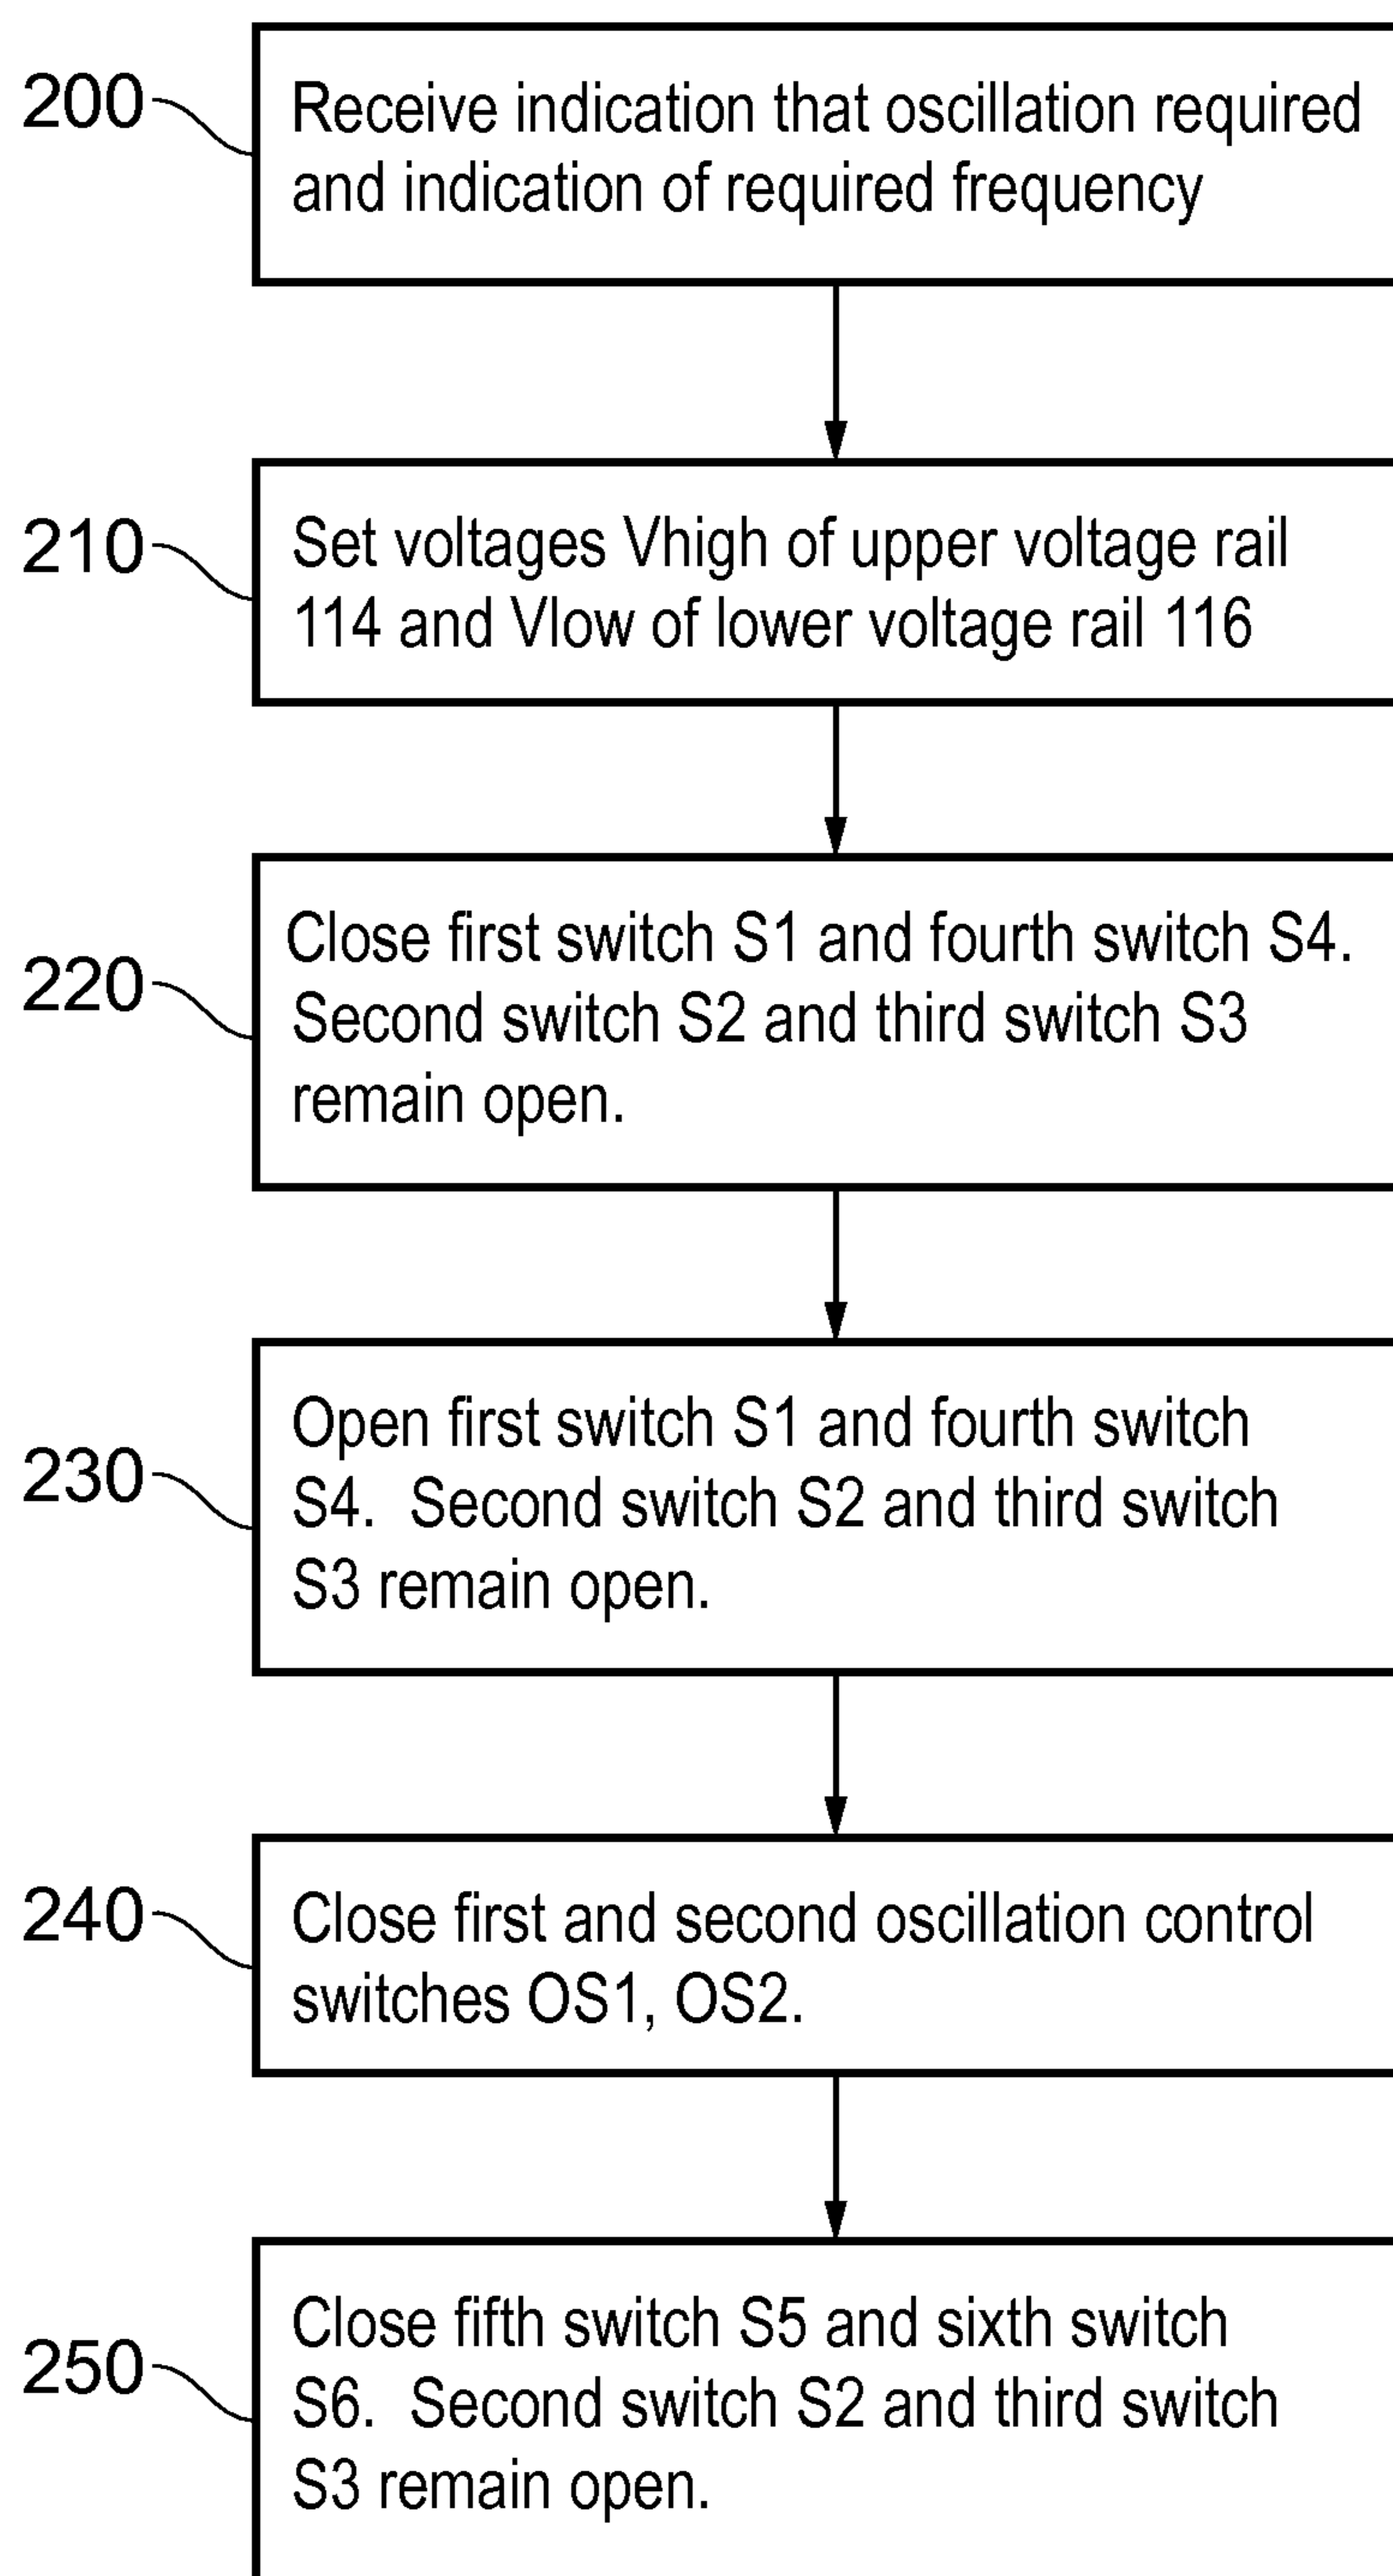 200
Receive indication that oscillation required
and indication of required frequency
210
Set voltages Vhigh of upper voltage rail
114 and Vlow of lower voltage rail 116
220
Close first switch S1 and fourth switch S4.
Second switch S2 and third switch S3
remain open.
230
Open first switch S1 and fourth switch
S4. Second switch S2 and third switch
S3 remain open.
240
Close first and second oscillation control
switches OS1, OS2.
250
Close fifth switch S5 and sixth switch
S6. Second switch S2 and third switch
S3 remain open.